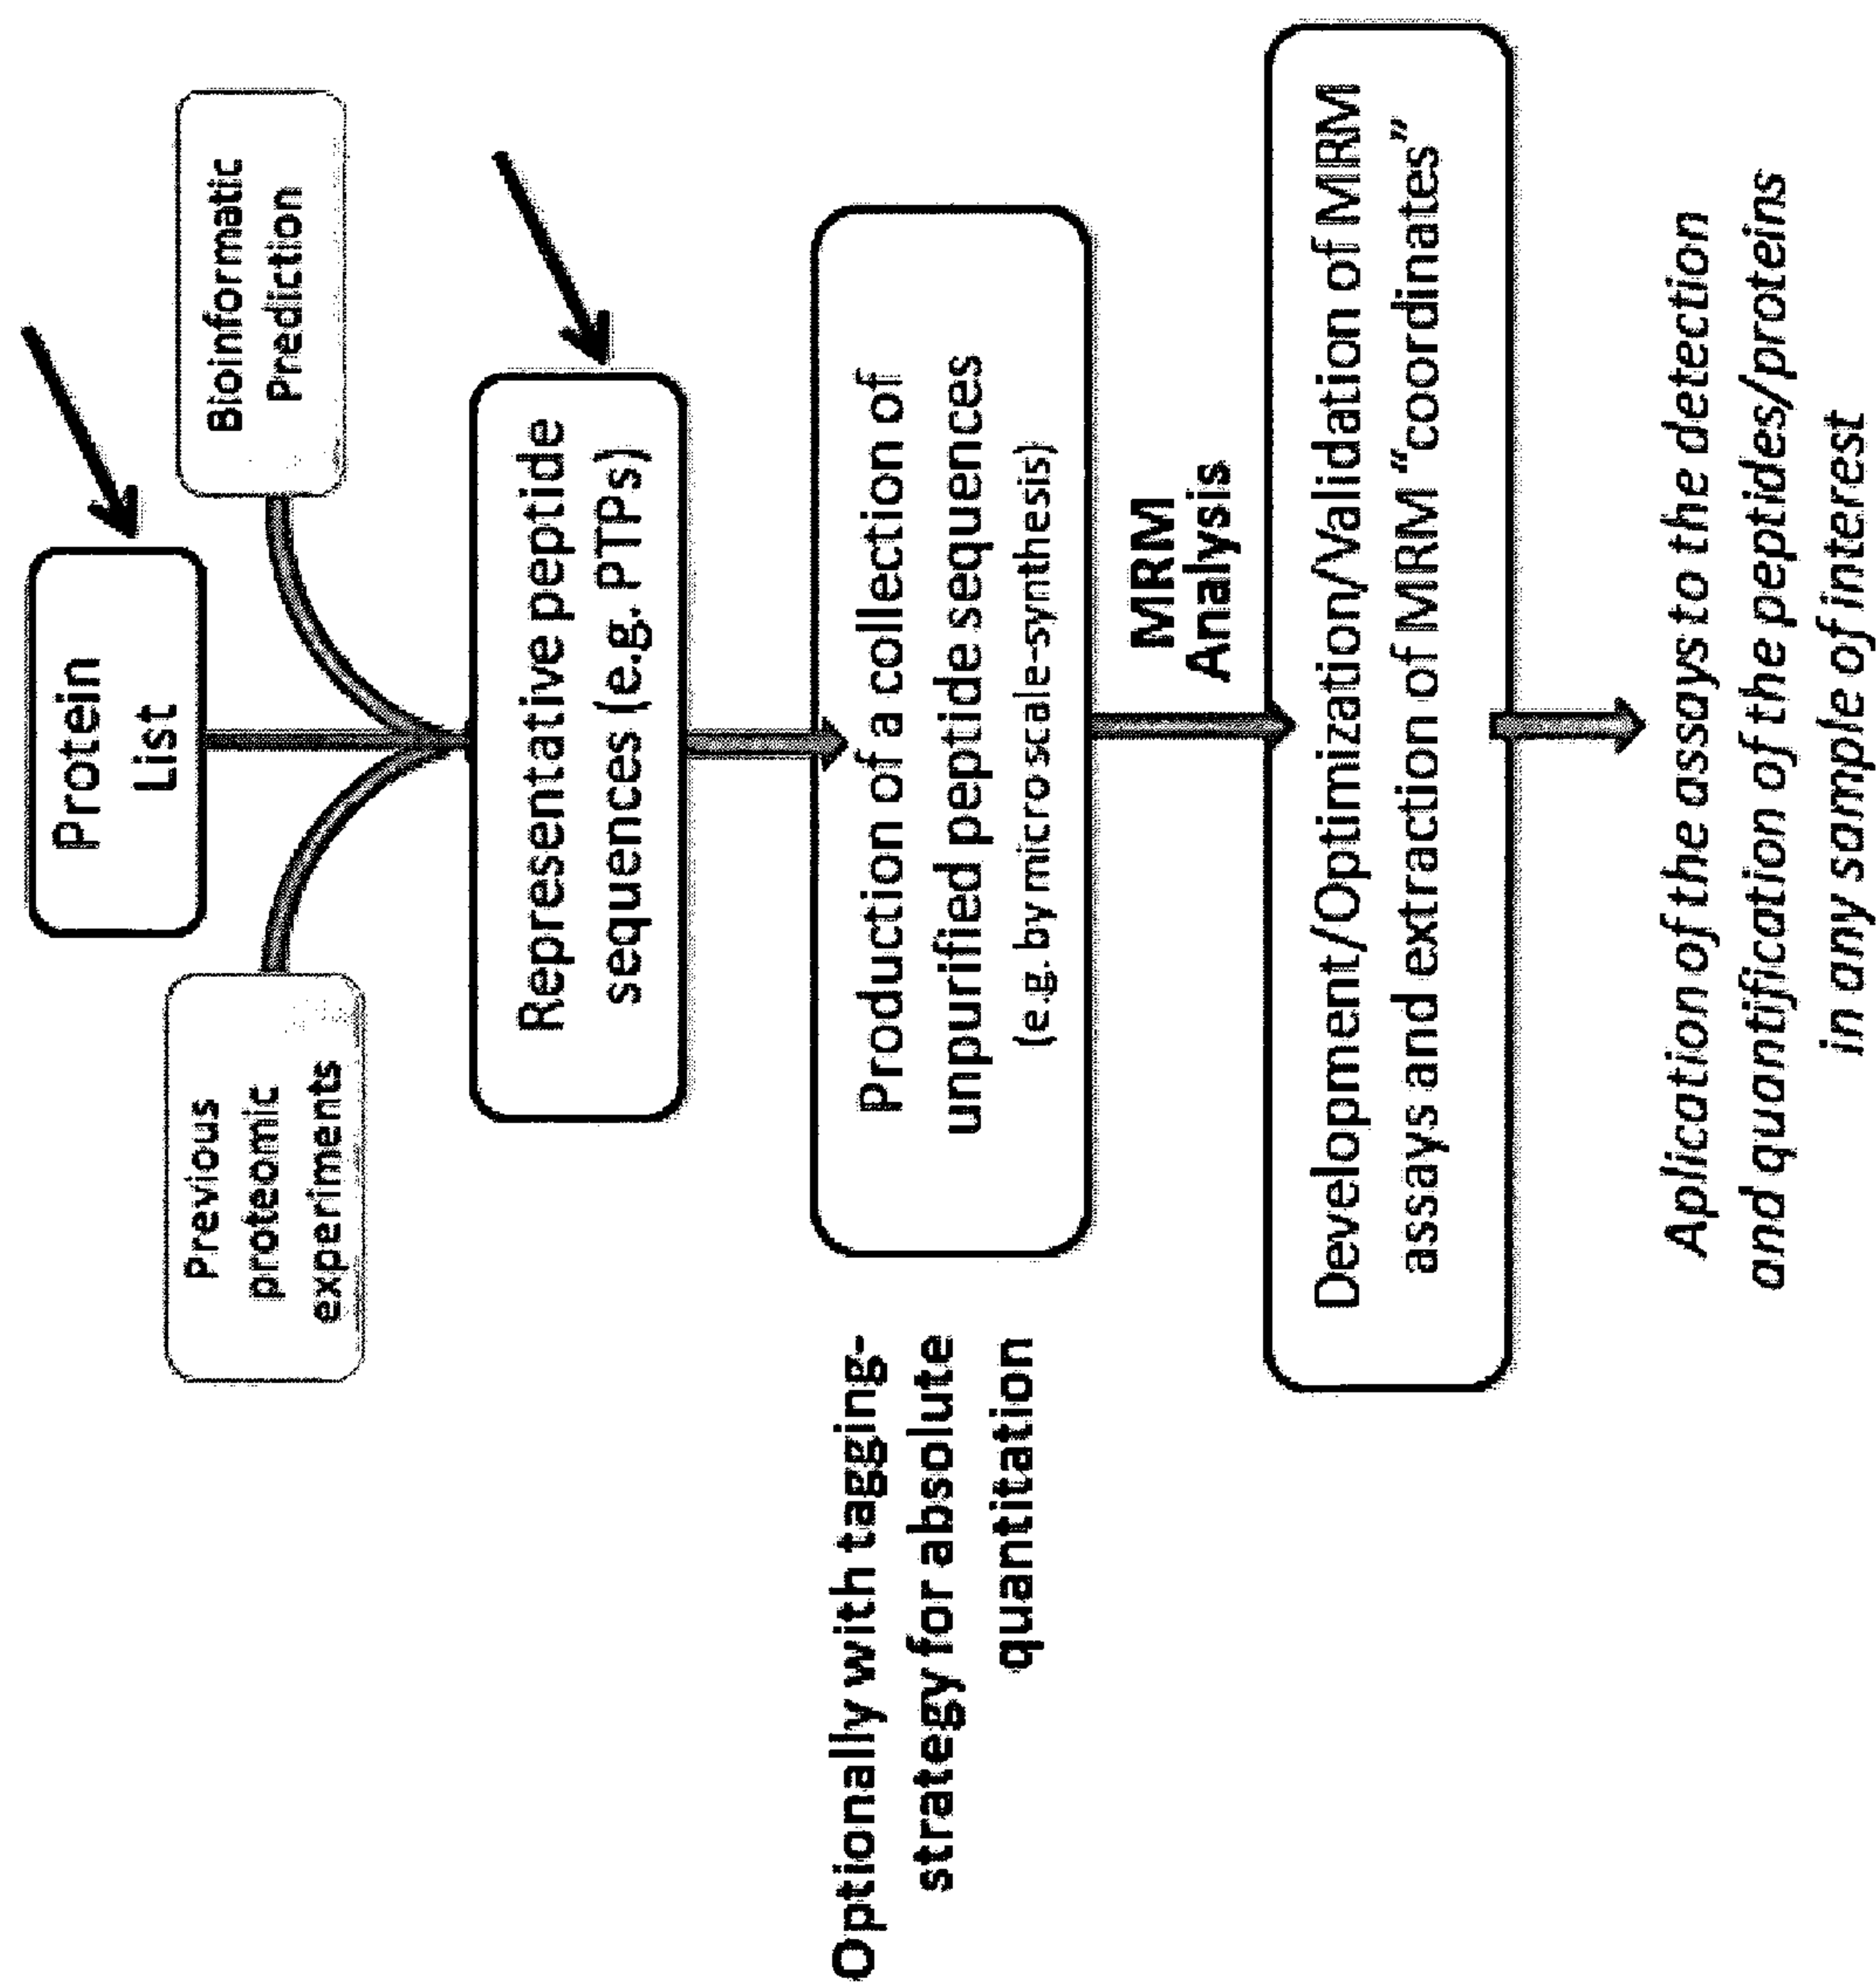 Protein
List
Previous
proteomic
experiments
Bioinformatic
Prediction
Representative peptide
sequences (e.g. PTPs)
Optionally with tagging-
strategy for absolute
quantitation
Production of a collection of
unpurified peptide sequences
(e.g. by micro scale-synthesis)
MRM
Analysis
Development/Optimization/Validation of MRM
assays and extraction of MRM “coordinates”
Aplication of the assays to the detection
and quantification of the peptides/proteins
in any sample of interest